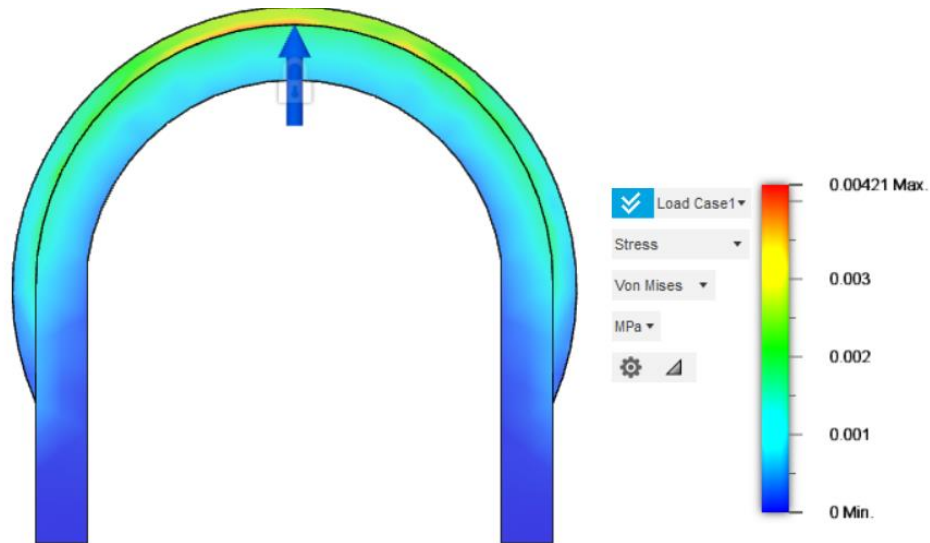 Load Case1
Stress
Von Mises
MPa
0.00421 Max.
0.003
0.002
0.001
0 Min.